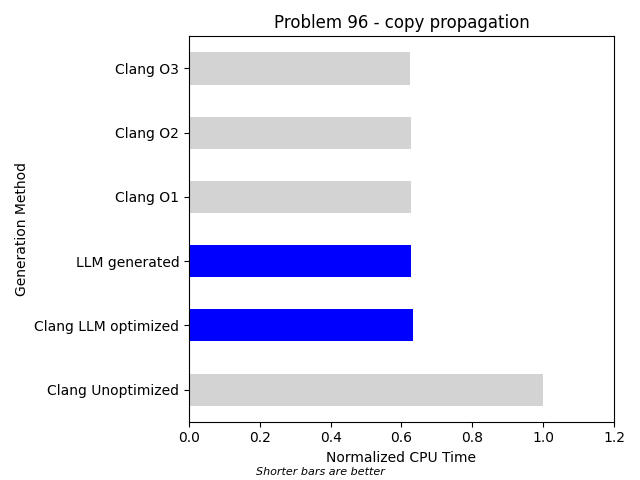 Problem 96 - copy propagation
Generation Method
Clang O3
Clang O2
Clang O1
LLM generated
Clang LLM optimized
Clang Unoptimized
0.0 0.2 0.4 0.6 0.8 1.0 1.2
Normalized CPU Time
Shorter bars are better